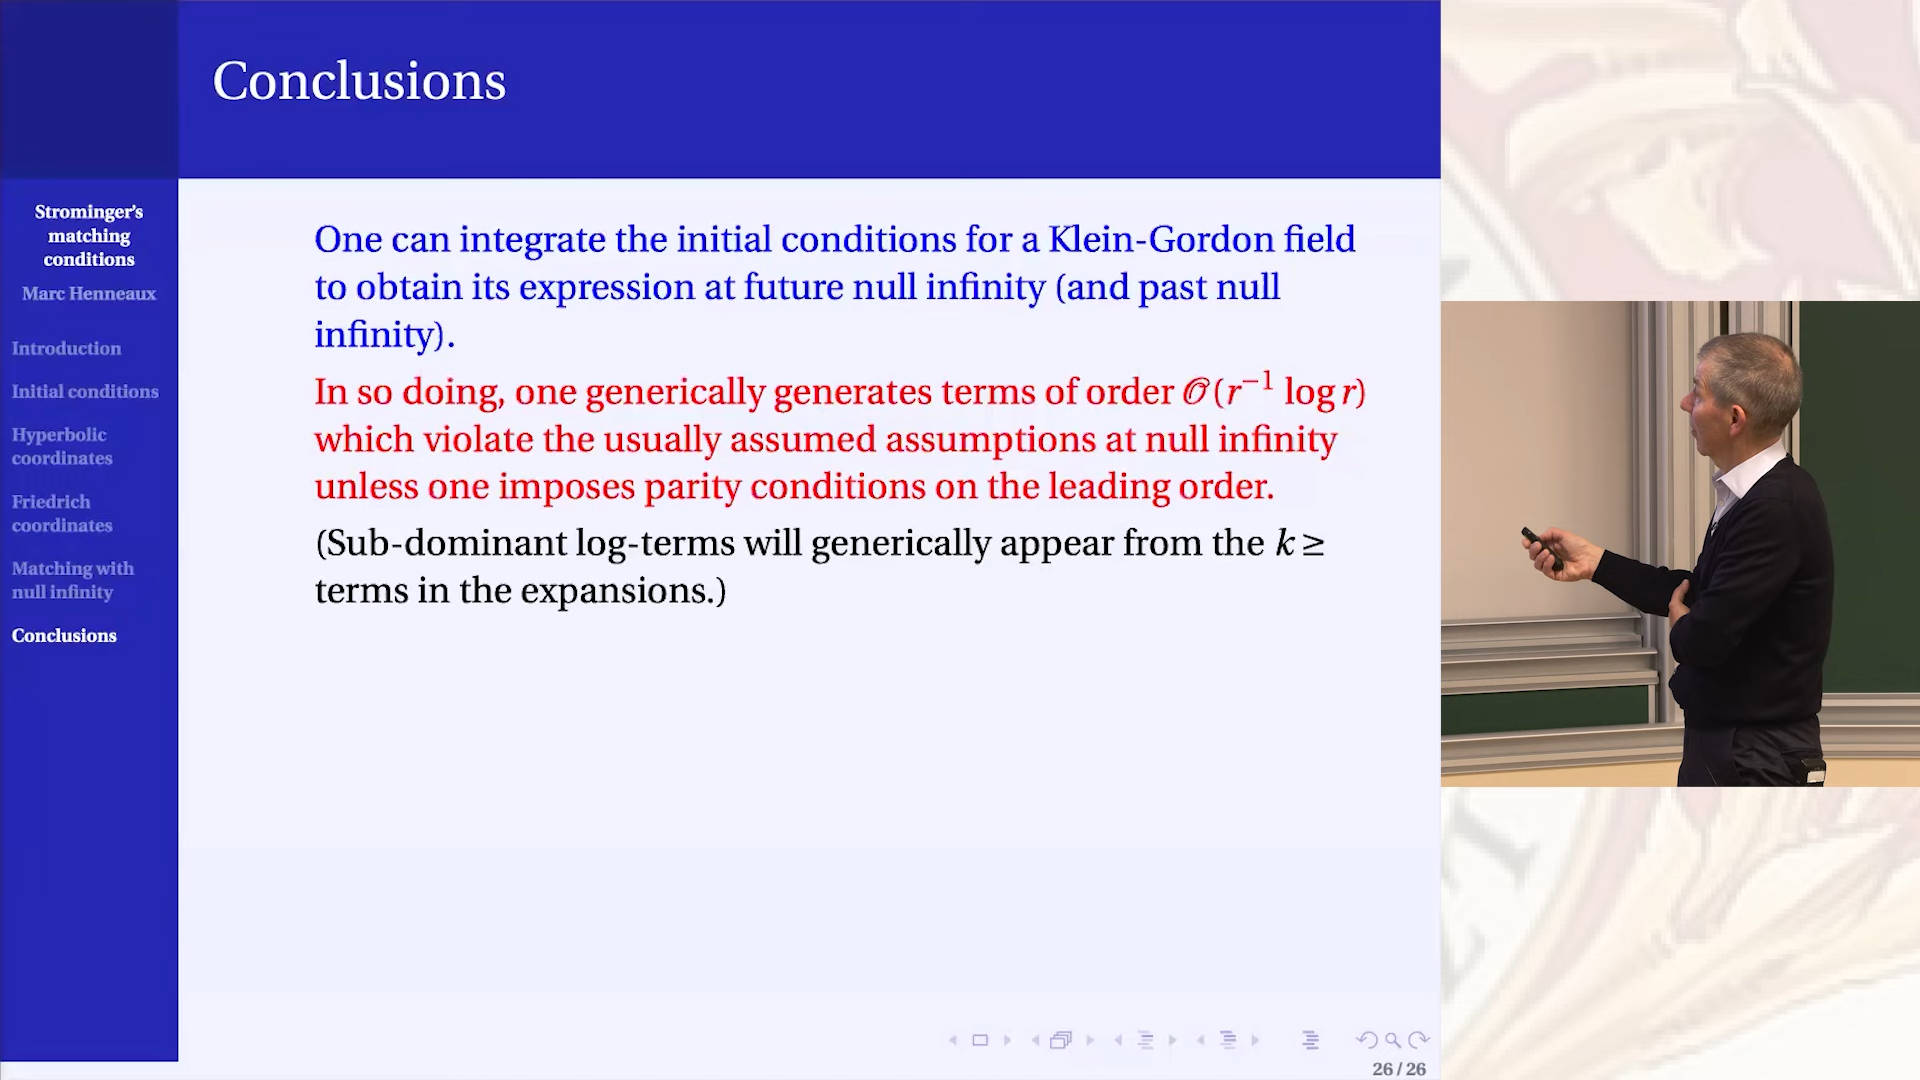 Conclusions
Strominger's
matching
conditions
Marc Henneaux
Introduction
Initial conditions
Hyperbolic
coordinates
Friedrich
coordinates
Matching with
null infinity
Conclusions
One can integrate the initial conditions for a Klein-Gordon field
to obtain its expression at future null infinity (and past null
infinity).
In so doing, one generically generates terms of order 𝒪(r⁻¹ log r)
which violate the usually assumed assumptions at null infinity
unless one imposes parity conditions on the leading order.
(Sub-dominant log-terms will generically appear from the k ≥
terms in the expansions.)
26 / 26